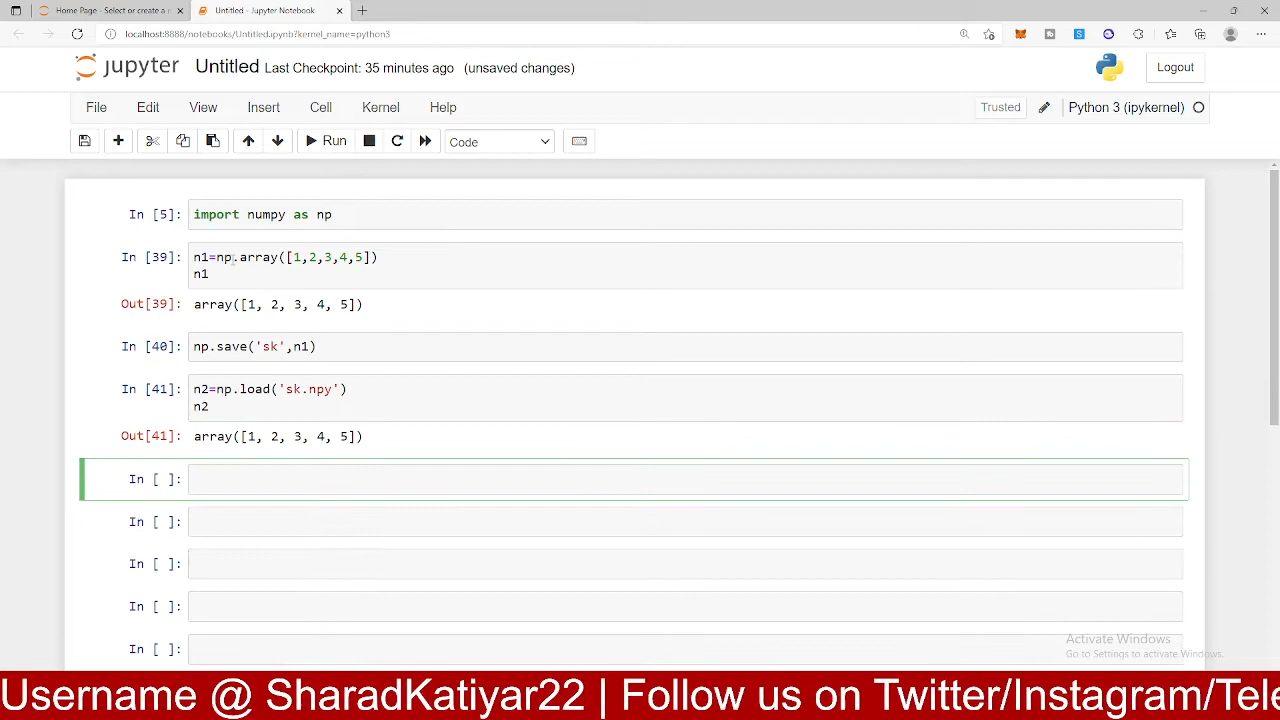 Home Page - Select or create a n
Untitled - Jupyter Notebook
localhost:8888/notebooks/Untitled.ipynb?kernel_name=python3
jupyter Untitled Last Checkpoint: 35 minutes ago (unsaved changes)
Logout
File Edit View Insert Cell Kernel Help
Trusted Python 3 (ipykernel)
Run
Code
In [5]: import numpy as np
In [39]: n1=np.array([1,2,3,4,5])
n1
Out[39]: array([1, 2, 3, 4, 5])
In [40]: np.save('sk',n1)
In [41]: n2=np.load('sk.npy')
n2
Out[41]: array([1, 2, 3, 4, 5])
In [ ]:
In [ ]:
In [ ]:
In [ ]:
In [ ]:
Activate Windows
Go to Settings to activate Windows.
Username @ SharadKatiyar22 | Follow us on Twitter/Instagram/Tele